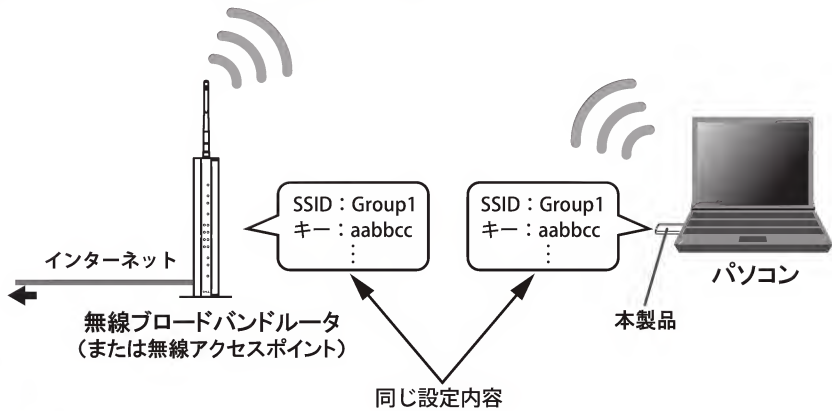 SSID：Group1
キー：aabbcc
⋮
SSID：Group1
キー：aabbcc
⋮
インターネット
無線ブロードバンドルータ
（または無線アクセスポイント）
パソコン
本製品
同じ設定内容